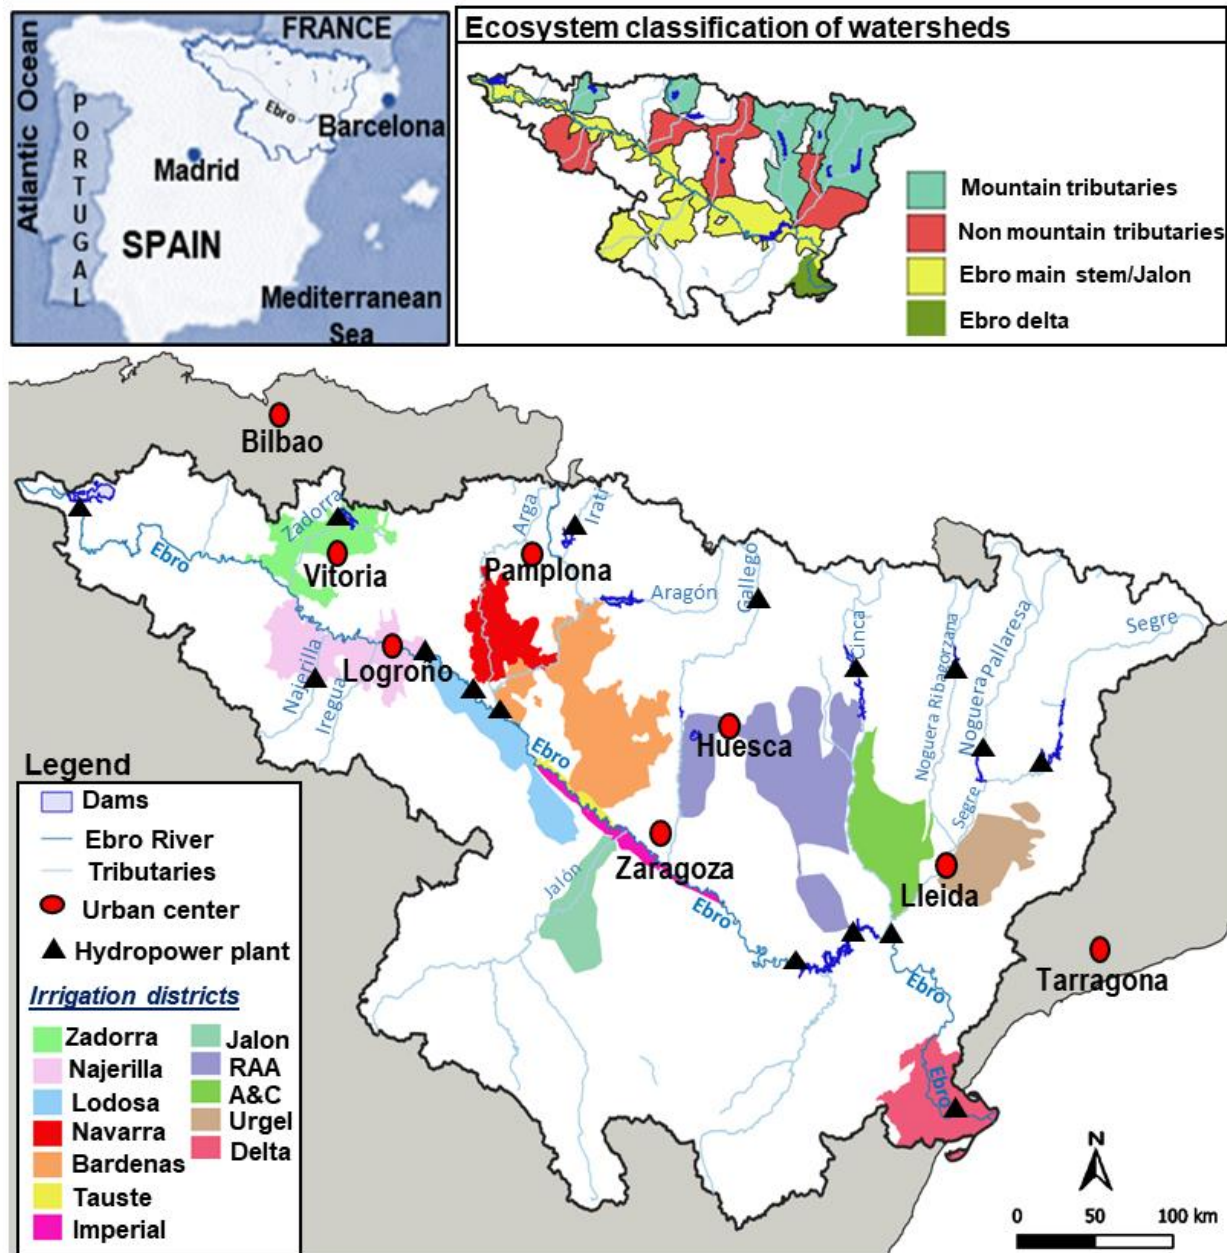 Atlantic Ocean
PORTUGAL
FRANCE
Ebro
Barcelona
Madrid
SPAIN
Mediterranean
Sea
Ecosystem classification of watersheds
Mountain tributaries
Non mountain tributaries
Ebro main stem/Jalon
Ebro delta
Bilbao
Zadorra
Ebro
Vitoria
Arga
Irati
Pamplona
Aragón
Gallego
Cinca
Noguera Ribagorzana
Noguera Pallaresa
Segre
Najerilla
Iregua
Logroño
Ebro
Huesca
Segre
Zaragoza
Jalón
Ebro
Lleida
Ebro
Tarragona
Ebro
Legend
Dams
Ebro River
Tributaries
Urban center
Hydropower plant
Irrigation districts
Zadorra
Najerilla
Lodosa
Navarra
Bardenas
Tauste
Imperial
Jalon
RAA
A&C
Urgel
Delta
N
0 50 100 km